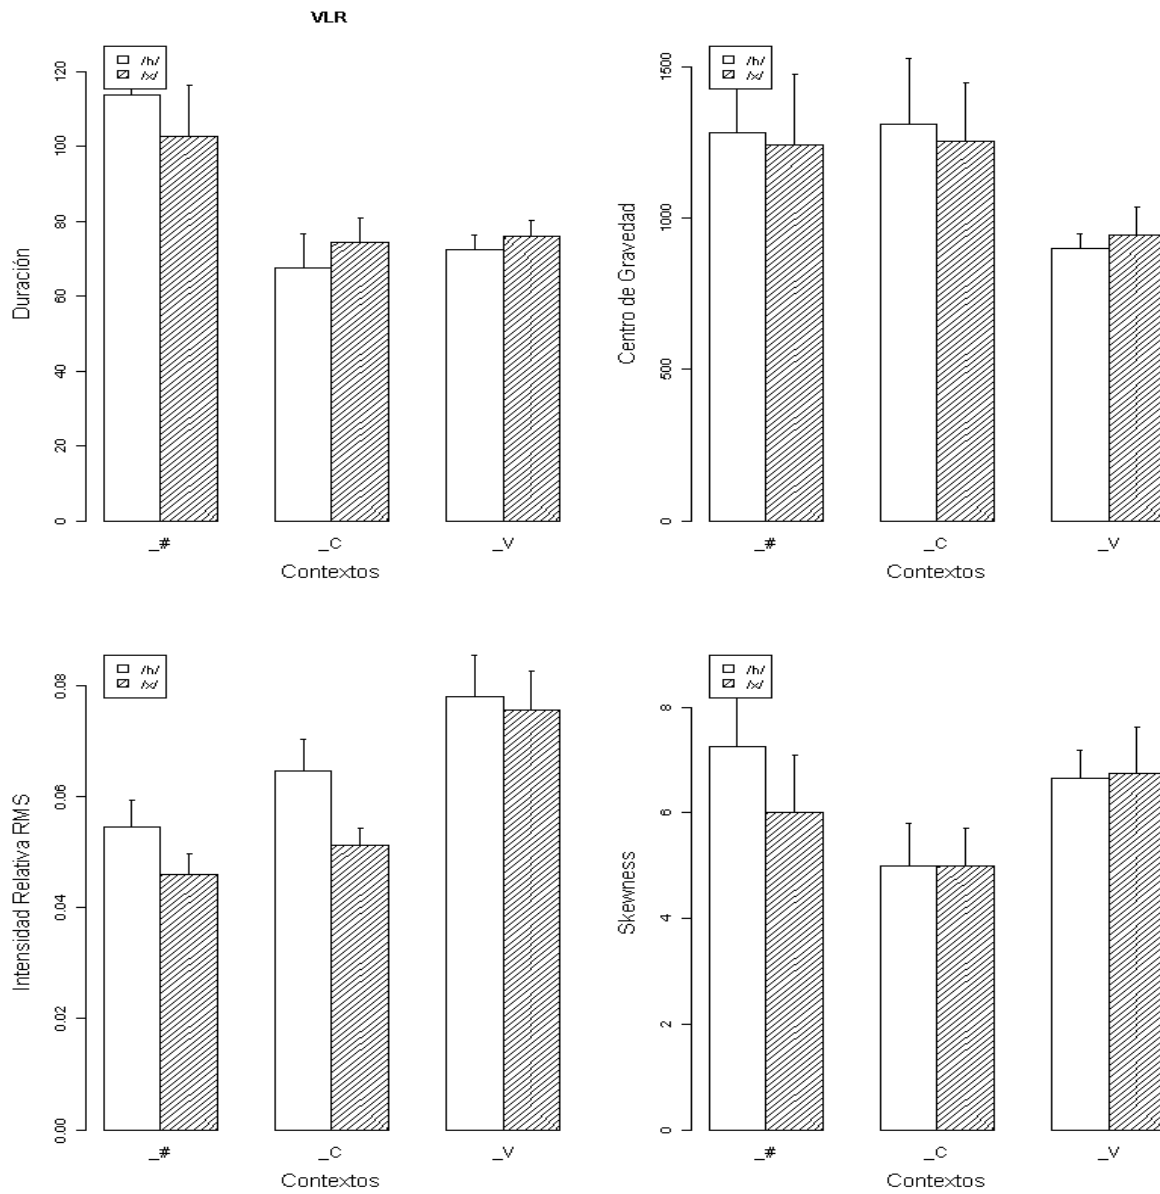 VLR
/h/
/x/
Duración
0
20
40
60
80
100
120
_#
_C
_V
Contextos
/h/
/x/
Centro de Gravedad
0
500
1000
1500
_#
_C
_V
Contextos
/h/
/x/
Intensidad Relativa RMS
0.00
0.02
0.04
0.06
0.08
_#
_C
_V
Contextos
/h/
/x/
Skewness
0
2
4
6
8
_#
_C
_V
Contextos